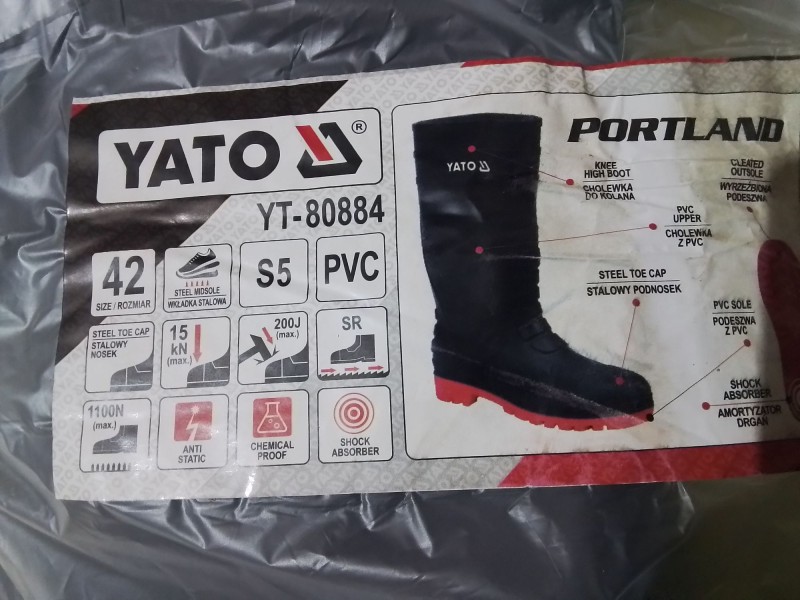 YATO ®
YT-80884
42
SIZE / ROZMIAR
STEEL MIDSOLE
WKŁADKA STALOWA
S5
PVC
STEEL TOE CAP
STALOWY
NOSEK
15
kN
(max.)
200J
(max.)
SR
1100N
(max.)
ANTI
STATIC
CHEMICAL
PROOF
SHOCK
ABSORBER
PORTLAND
YATO
KNEE
HIGH BOOT
CHOLEWKA
DO KOLANA
CLEATED
OUTSOLE
WYRZEŹBIONA
PODESZWA
PVC
UPPER
CHOLEWKA
Z PVC
STEEL TOE CAP
STALOWY PODNOSEK
PVC SOLE
PODESZWA
Z PVC
SHOCK
ABSORBER
AMORTYZATOR
DRGAŃ